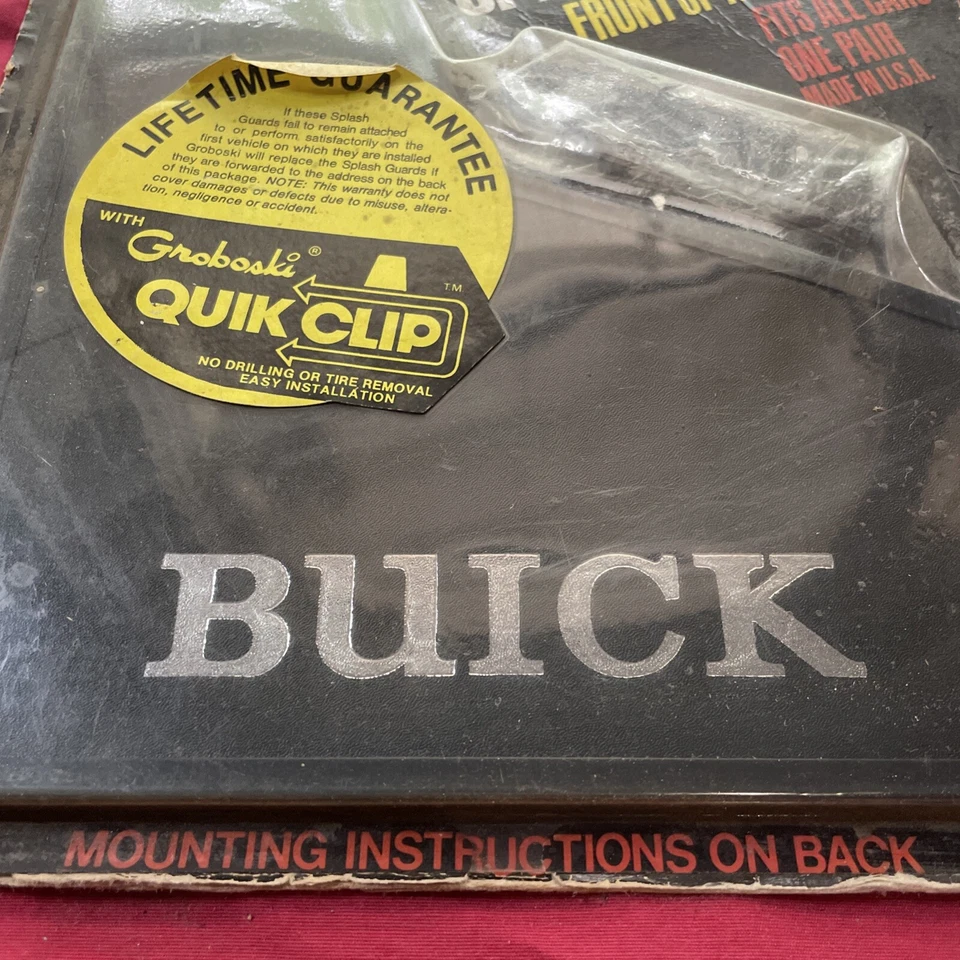 FRONT OF
FITS ALL CARS
ONE PAIR
MADE IN U.S.A.
LIFETIME GUARANTEE
If these Splash
Guards fail to remain attached
to or perform satisfactorily on the
first vehicle on which they are installed
Groboski will replace the Splash Guards if
they are forwarded to the address on the back
of this package. NOTE: This warranty does not
cover damages or defects due to misuse, altera-
tion, negligence or accident.
WITH
Groboski®
QUIK CLIP T.M.
NO DRILLING OR TIRE REMOVAL
EASY INSTALLATION
BUICK
MOUNTING INSTRUCTIONS ON BACK